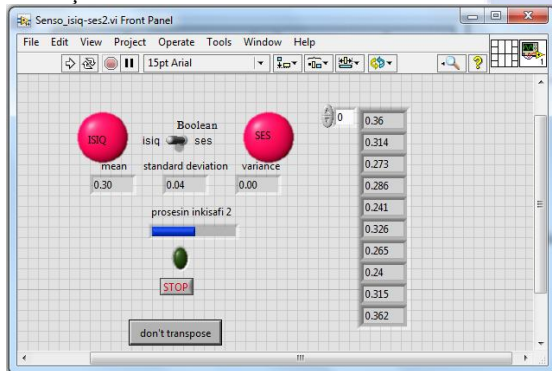 Senso_isiq-ses2.vi Front Panel
File Edit View Project Operate Tools Window Help
15pt Arial
1
Boolean
ISIQ isiq ses SES
mean standard deviation variance
0.30 0.04 0.00
prosesin inkisafi 2
STOP
don't transpose
0 0.36
0.314
0.273
0.286
0.241
0.326
0.265
0.24
0.315
0.362